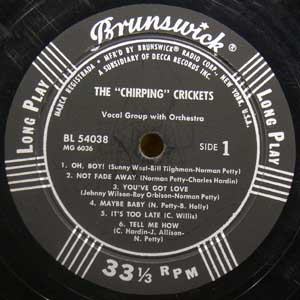 Brunswick
MARCA REGISTRADA • MF'D BY BRUNSWICK® RADIO CORP., NEW YORK, U.S.A.
A SUBSIDIARY OF DECCA RECORDS INC.
LONG PLAY
LONG PLAY
THE "CHIRPING" CRICKETS
Vocal Group with Orchestra
BL 54038
MG 6036
SIDE 1
1. OH, BOY! (Sunny West-Bill Tilghman-Norman Petty)
2. NOT FADE AWAY (Norman Petty-Charles Hardin)
3. YOU'VE GOT LOVE
(Johnny Wilson-Roy Orbison-Norman Petty)
4. MAYBE BABY (N. Petty-B. Holly)
5. IT'S TOO LATE (C. Willis)
6. TELL ME HOW
(C. Hardin-J. Allison-
N. Petty)
33 1/3 RPM